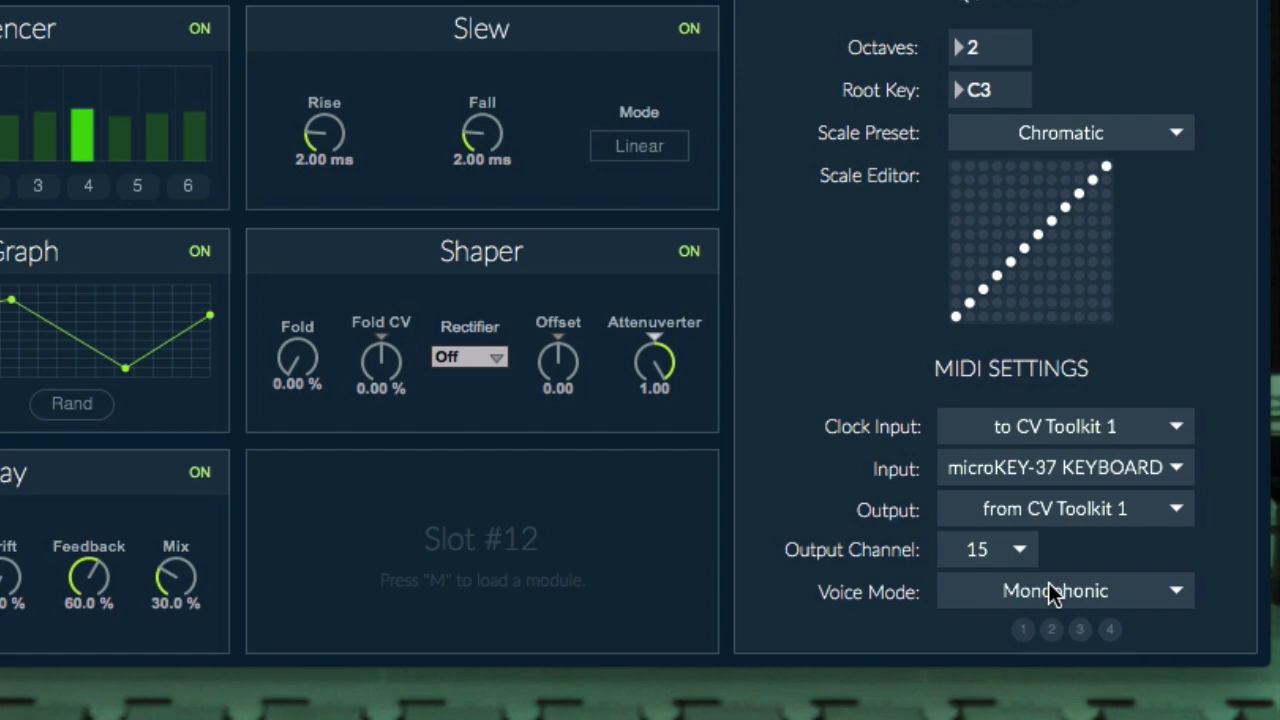 encer ON
3 4 5 6
Graph ON
Rand
ay ON
rift Feedback Mix
0 % 60.0 % 30.0 %
Slew ON
Rise Fall Mode
2.00 ms 2.00 ms Linear
Shaper ON
Fold Fold CV Rectifier Offset Attenuverter
Off
0.00 % 0.00 % 0.00 1.00
Slot #12
Press "M" to load a module.
Octaves: 2
Root Key: C3
Scale Preset: Chromatic
Scale Editor:
MIDI SETTINGS
Clock Input: to CV Toolkit 1
Input: microKEY-37 KEYBOARD
Output: from CV Toolkit 1
Output Channel: 15
Voice Mode: Monophonic
1 2 3 4